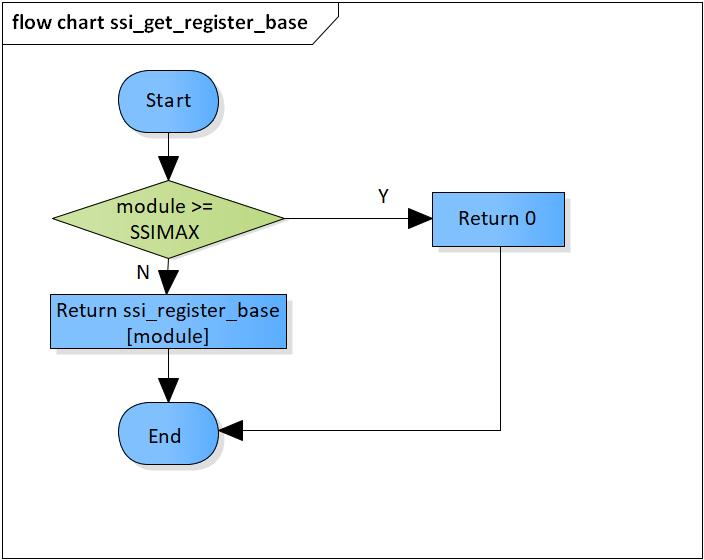 flow chart ssi_get_register_base
Start
module >=
SSIMAX
Y
Return 0
N
Return ssi_register_base
[module]
End